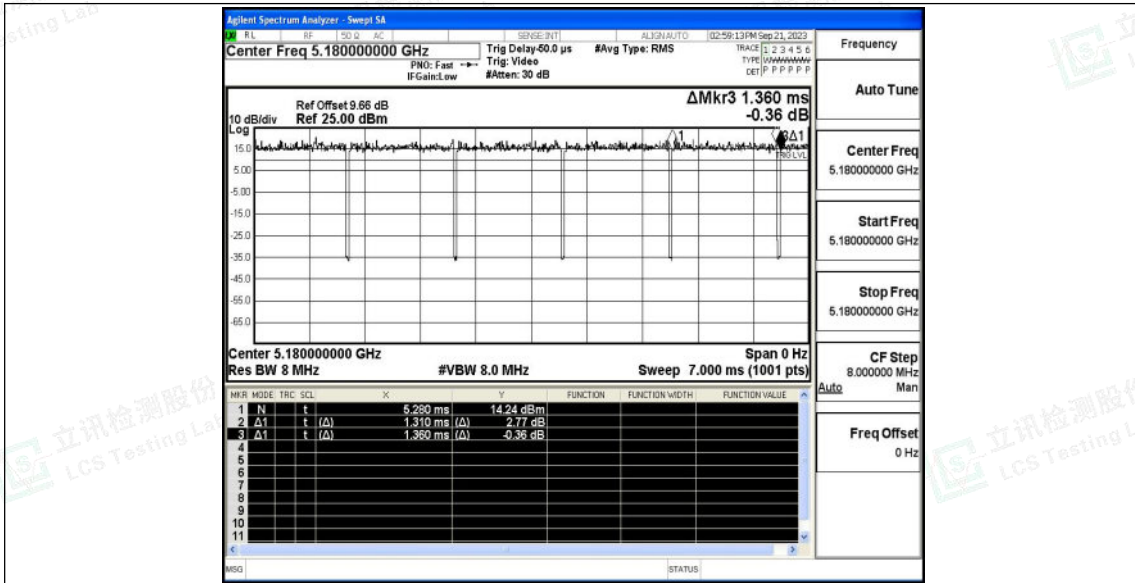 Agilent Spectrum Analyzer - Swept SA
RL RF 50 Ω AC SENSE:INT ALIGNAUTO 02:59:13PM Sep 21, 2023
Center Freq 5.180000000 GHz
PNO: Fast
IFGain:Low
Trig Delay-50.0 µs
Trig: Video
#Atten: 30 dB
#Avg Type: RMS
TRACE 1 2 3 4 5 6
TYPE WWWWWW
DET P P P P P P
ΔMkr3 1.360 ms
-0.36 dB
Ref Offset 9.66 dB
10 dB/div Ref 25.00 dBm
Log
15.0
5.00
-5.00
-15.0
-25.0
-35.0
-45.0
-55.0
-65.0
1
3Δ1
TRIG LVL
Center 5.180000000 GHz Span 0 Hz
Res BW 8 MHz #VBW 8.0 MHz Sweep 7.000 ms (1001 pts)
MKR MODE TRC SCL X Y FUNCTION FUNCTION WIDTH FUNCTION VALUE
1 N t 5.280 ms 14.24 dBm
2 Δ1 t (Δ) 1.310 ms (Δ) 2.77 dB
3 Δ1 t (Δ) 1.360 ms (Δ) -0.36 dB
4
5
6
7
8
9
10
11
MSG STATUS
Frequency
Auto Tune
Center Freq
5.180000000 GHz
Start Freq
5.180000000 GHz
Stop Freq
5.180000000 GHz
CF Step
8.000000 MHz
Auto Man
Freq Offset
0 Hz
立讯检测股份
LCS Testing Lab
立讯检测股份
LCS Testing L
sting Lab